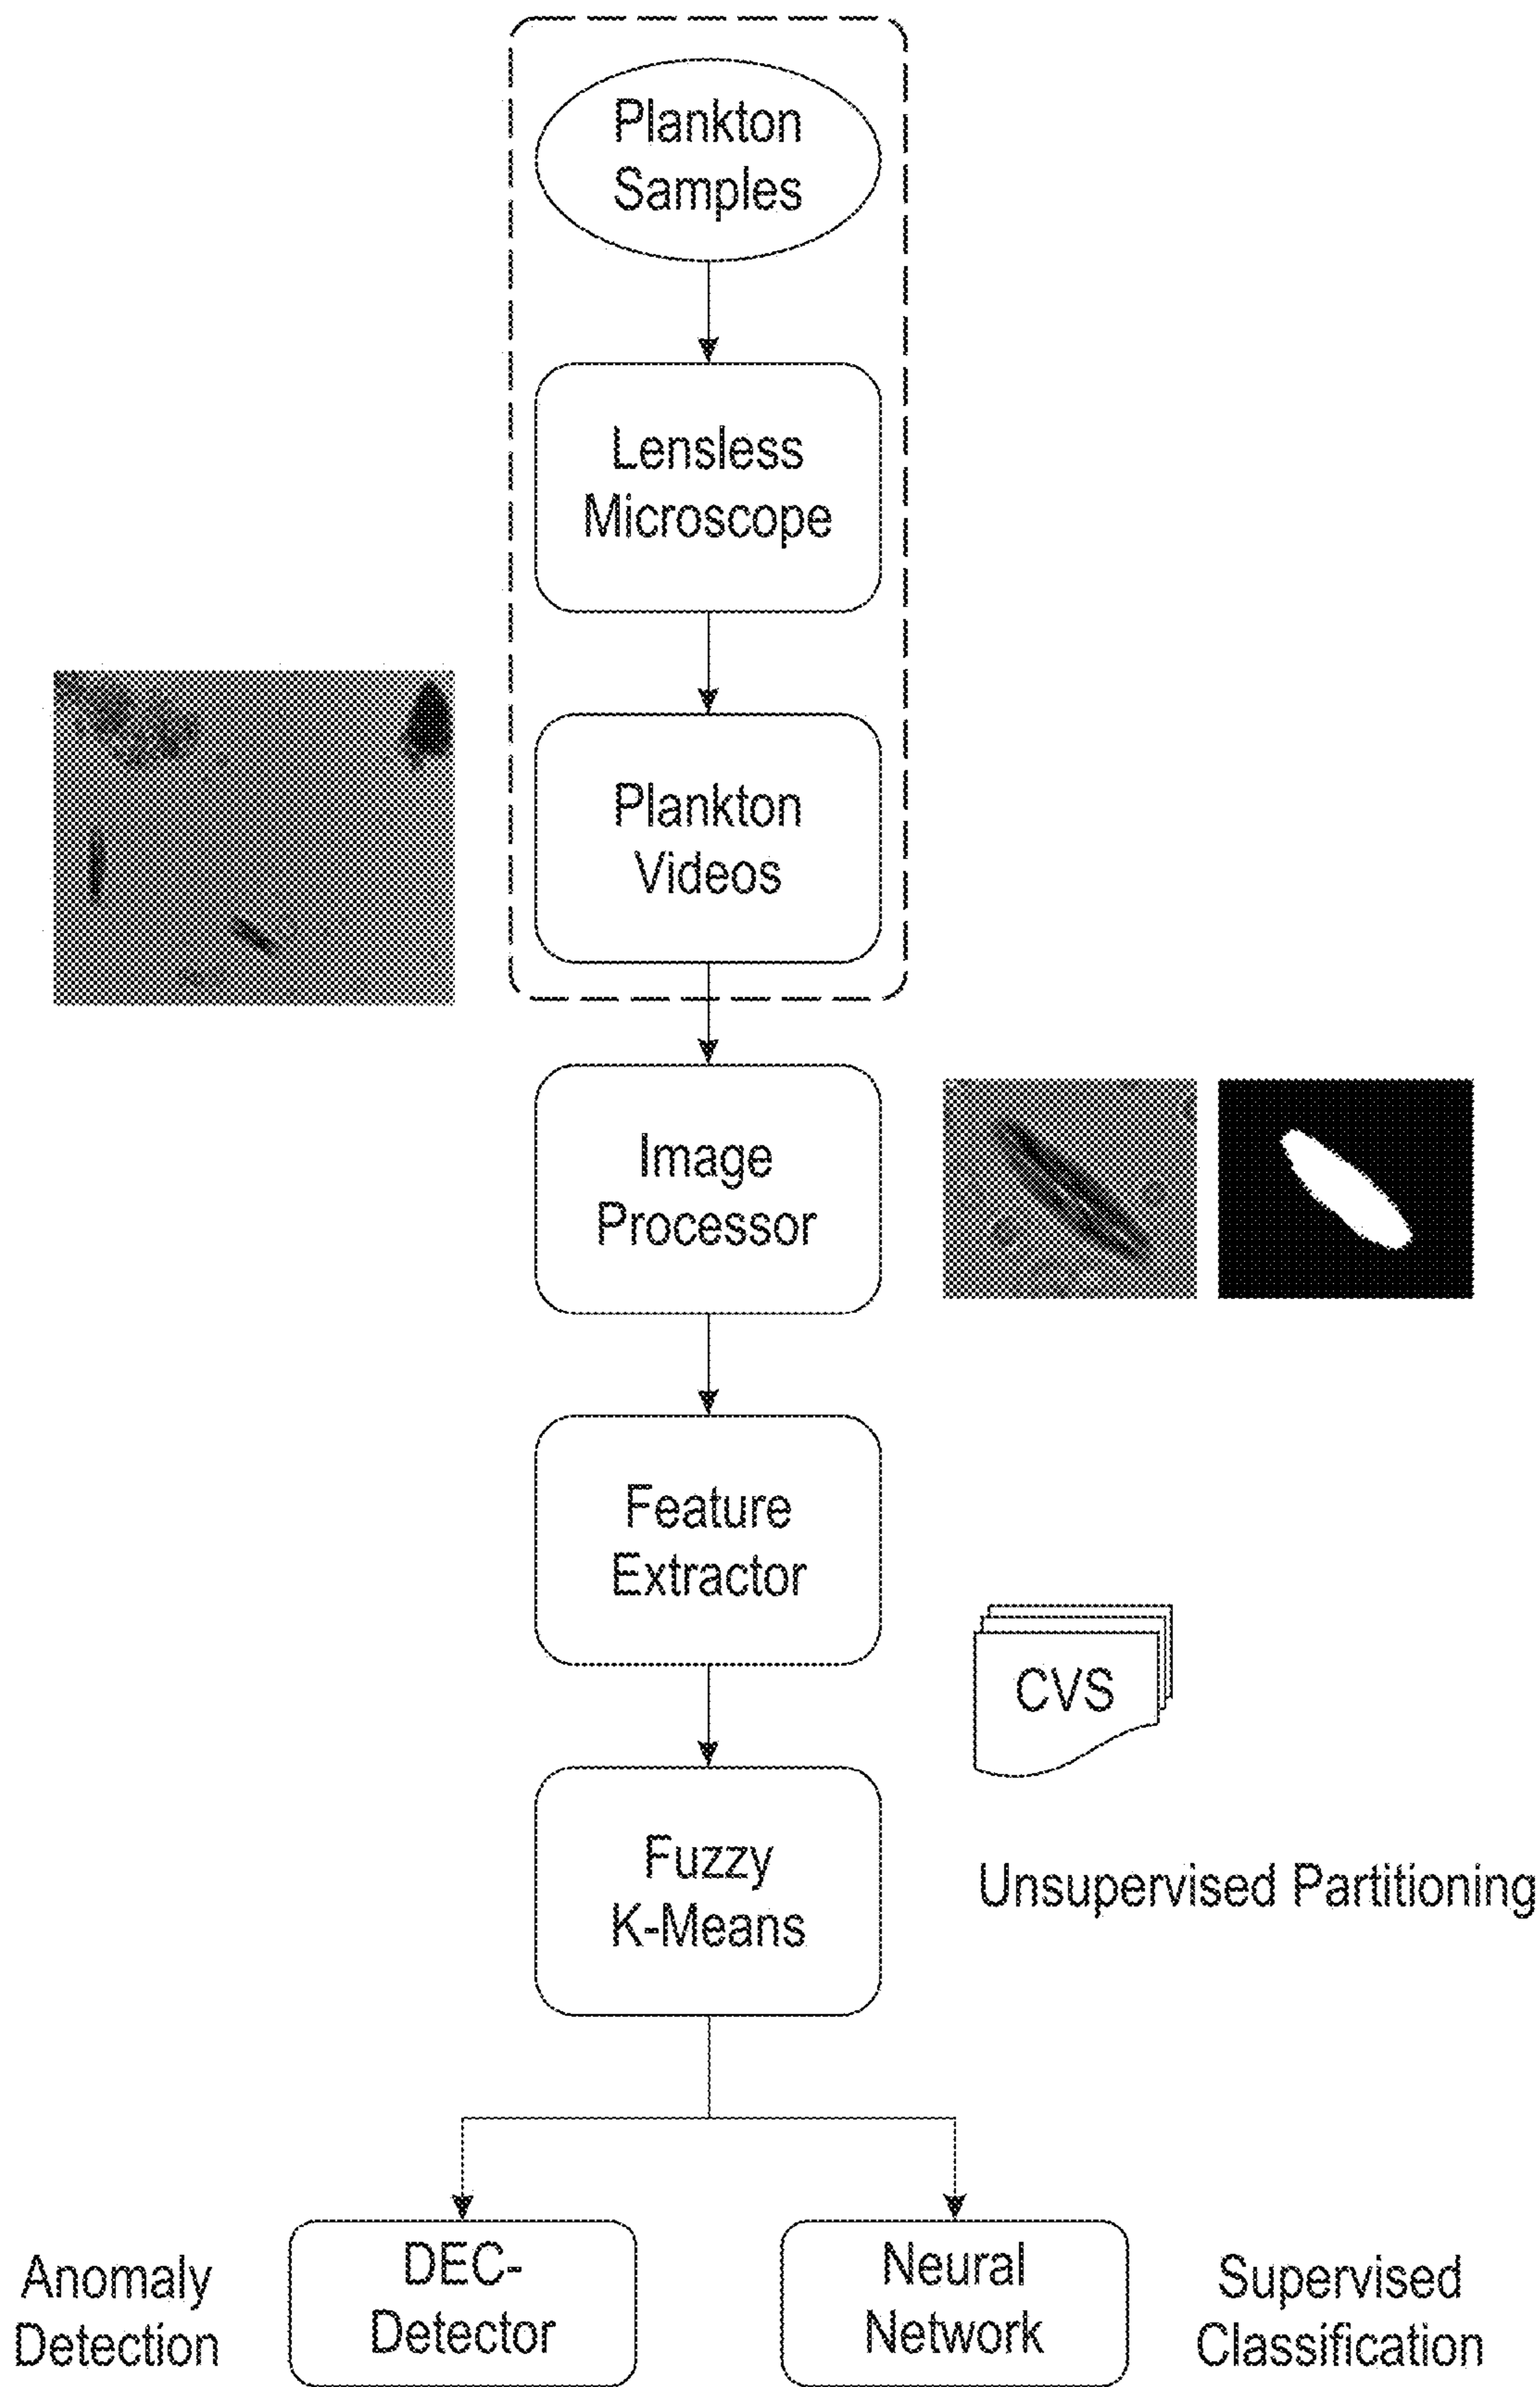 Plankton
Samples
Lensless
Microscope
Plankton
Videos
Image
Processor
Feature
Extractor
CVS
Fuzzy
K-Means
Unsupervised Partitioning
Anomaly
Detection
DEC-
Detector
Neural
Network
Supervised
Classification